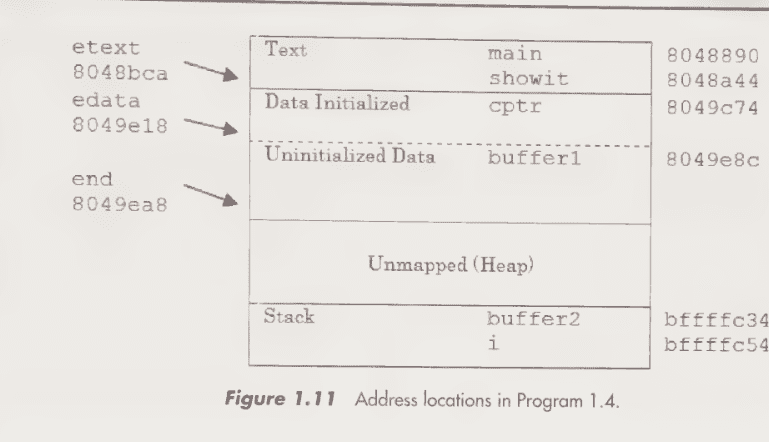 etext Text main 8048890
8048bca showit 8048a44
edata Data Initialized cptr 8049c74
8049e18
Uninitialized Data buffer1 8049e8c
end
8049ea8
Unmapped (Heap)
Stack buffer2 bffffc34
i bffffc54
Figure 1.11 Address locations in Program 1.4.